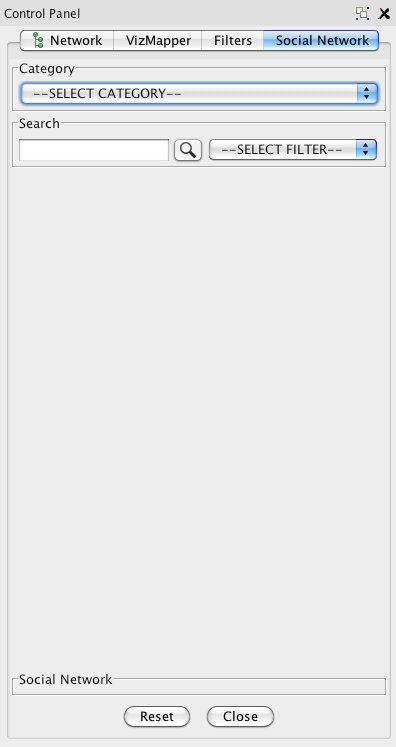 Control Panel
Network VizMapper Filters Social Network
Category
--SELECT CATEGORY--
Search
--SELECT FILTER--
Social Network
Reset Close